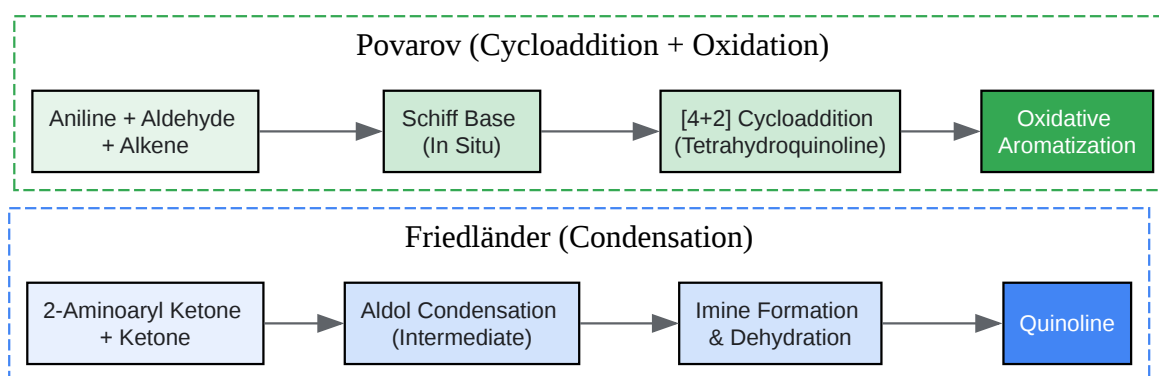 Povarov (Cycloaddition + Oxidation)
Aniline + Aldehyde
+ Alkene
Schiff Base
(In Situ)
[4+2] Cycloaddition
(Tetrahydroquinoline)
Oxidative
Aromatization
Friedländer (Condensation)
2-Aminoaryl Ketone
+ Ketone
Aldol Condensation
(Intermediate)
Imine Formation
& Dehydration
Quinoline